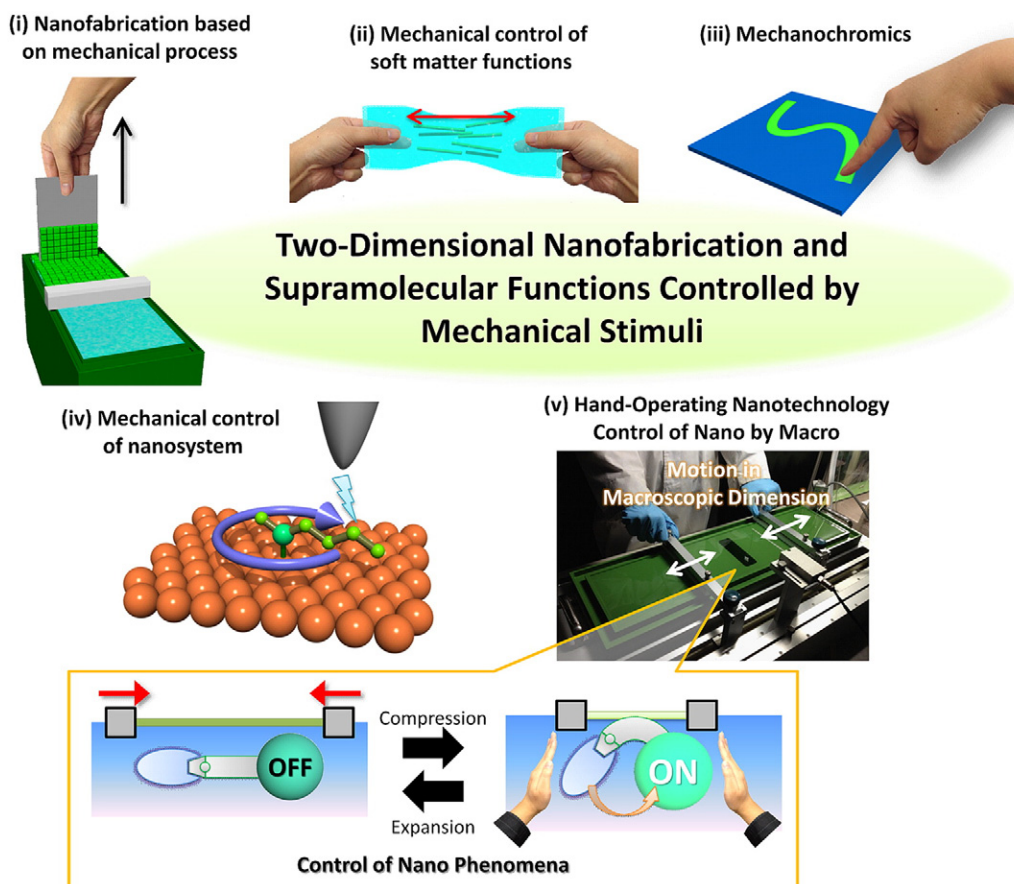 (i) Nanofabrication based
on mechanical process
(ii) Mechanical control of
soft matter functions
(iii) Mechanochromics
Two-Dimensional Nanofabrication and
Supramolecular Functions Controlled by
Mechanical Stimuli
(iv) Mechanical control
of nanosystem
(v) Hand-Operating Nanotechnology
Control of Nano by Macro
Motion in
Macroscopic Dimension
OFF
Compression
Expansion
ON
Control of Nano Phenomena